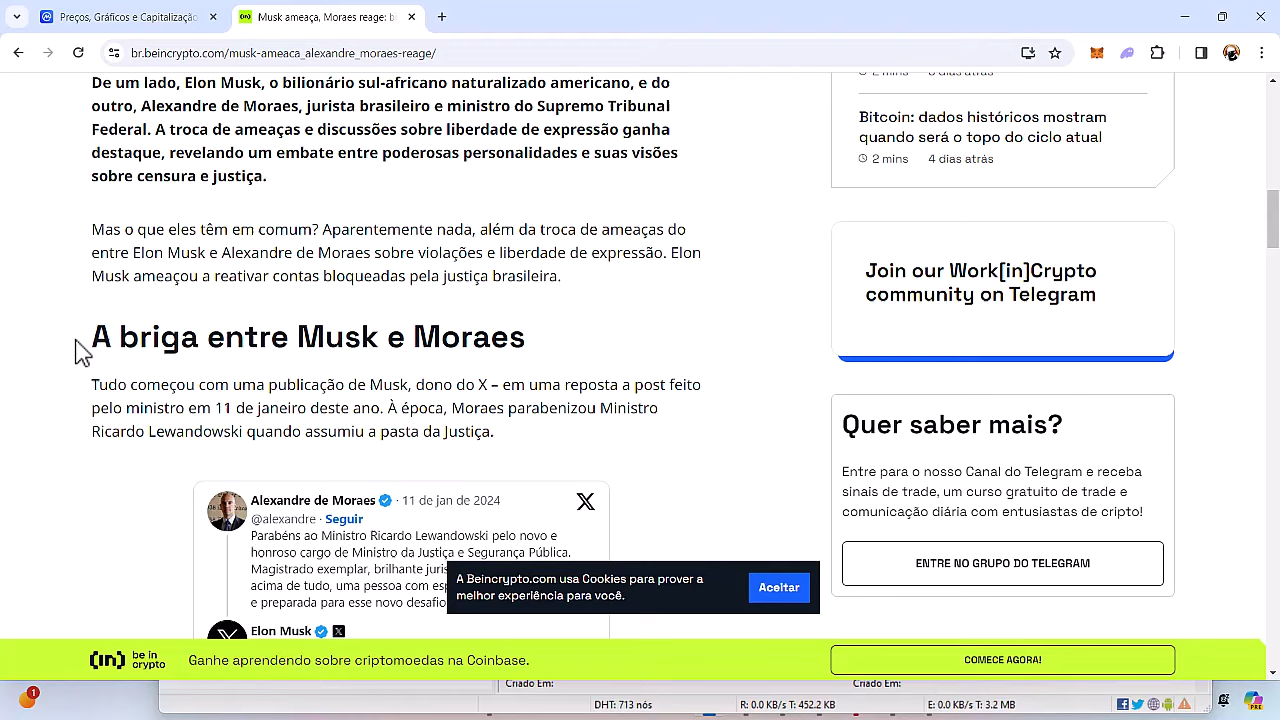 Preços, Gráficos e Capitalização
Musk ameaça, Moraes reage: b
br.beincrypto.com/musk-ameaca_alexandre_moraes-reage/
De um lado, Elon Musk, o bilionário sul-africano naturalizado americano, e do
outro, Alexandre de Moraes, jurista brasileiro e ministro do Supremo Tribunal
Federal. A troca de ameaças e discussões sobre liberdade de expressão ganha
destaque, revelando um embate entre poderosas personalidades e suas visões
sobre censura e justiça.
Mas o que eles têm em comum? Aparentemente nada, além da troca de ameaças do
entre Elon Musk e Alexandre de Moraes sobre violações e liberdade de expressão. Elon
Musk ameaçou a reativar contas bloqueadas pela justiça brasileira.
A briga entre Musk e Moraes
Tudo começou com uma publicação de Musk, dono do X – em uma reposta a post feito
pelo ministro em 11 de janeiro deste ano. À época, Moraes parabenizou Ministro
Ricardo Lewandowski quando assumiu a pasta da Justiça.
Alexandre de Moraes · 11 de jan de 2024
@alexandre · Seguir
Parabéns ao Ministro Ricardo Lewandowski pelo novo e
honroso cargo de Ministro da Justiça e Segurança Pública.
Magistrado exemplar, brilhante juris
acima de tudo, uma pessoa com esp
e preparada para esse novo desafio
Elon Musk
2 mins 3 dias atrás
Bitcoin: dados históricos mostram
quando será o topo do ciclo atual
2 mins 4 dias atrás
Join our Work[in]Crypto
community on Telegram
Quer saber mais?
Entre para o nosso Canal do Telegram e receba
sinais de trade, um curso gratuito de trade e
comunicação diária com entusiastas de cripto!
ENTRE NO GRUPO DO TELEGRAM
A Beincrypto.com usa Cookies para prover a
melhor experiência para você.
Aceitar
(in) be in
crypto
Ganhe aprendendo sobre criptomoedas na Coinbase.
COMECE AGORA!
Criado Em: Criado Em:
1
DHT: 713 nós R: 0.0 KB/s T: 452.2 KB E: 0.0 KB/s T: 3.2 MB
PRE